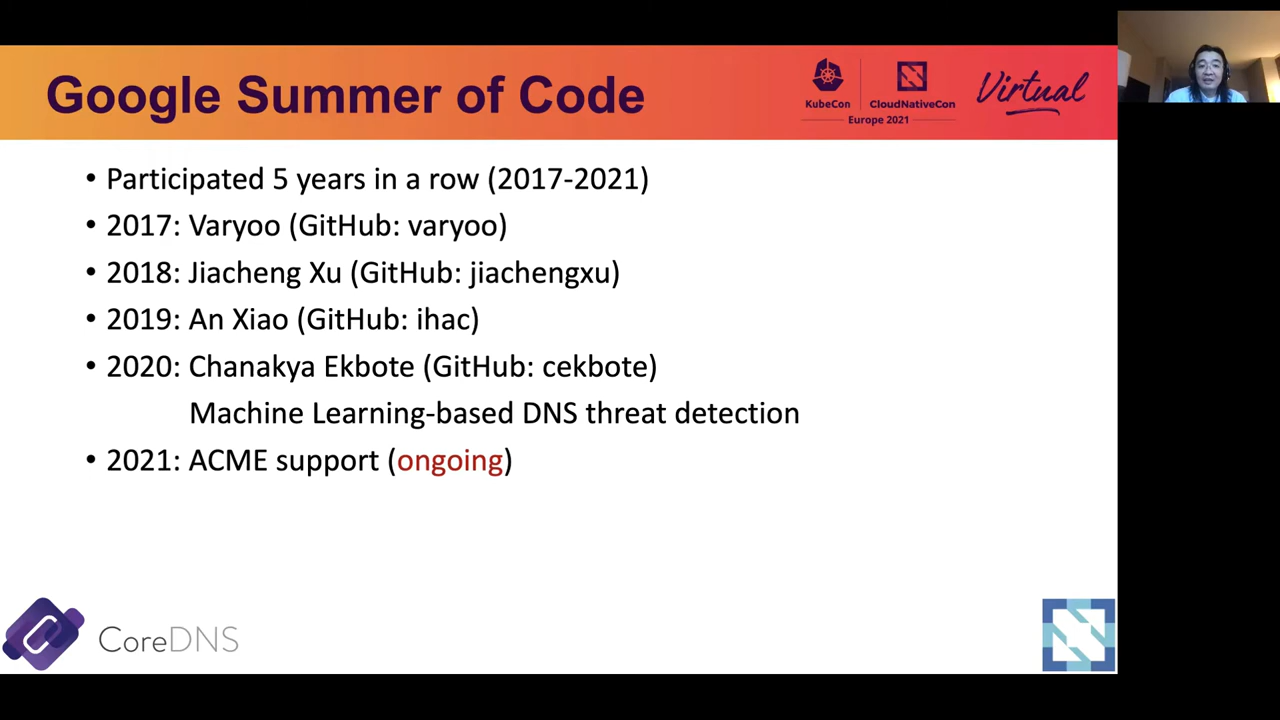 Google Summer of Code
KubeCon
CloudNativeCon
Europe 2021
Virtual
• Participated 5 years in a row (2017-2021)
• 2017: Varyoo (GitHub: varyoo)
• 2018: Jiacheng Xu (GitHub: jiachengxu)
• 2019: An Xiao (GitHub: ihac)
• 2020: Chanakya Ekbote (GitHub: cekbote)
Machine Learning-based DNS threat detection
• 2021: ACME support (ongoing)
CoreDNS